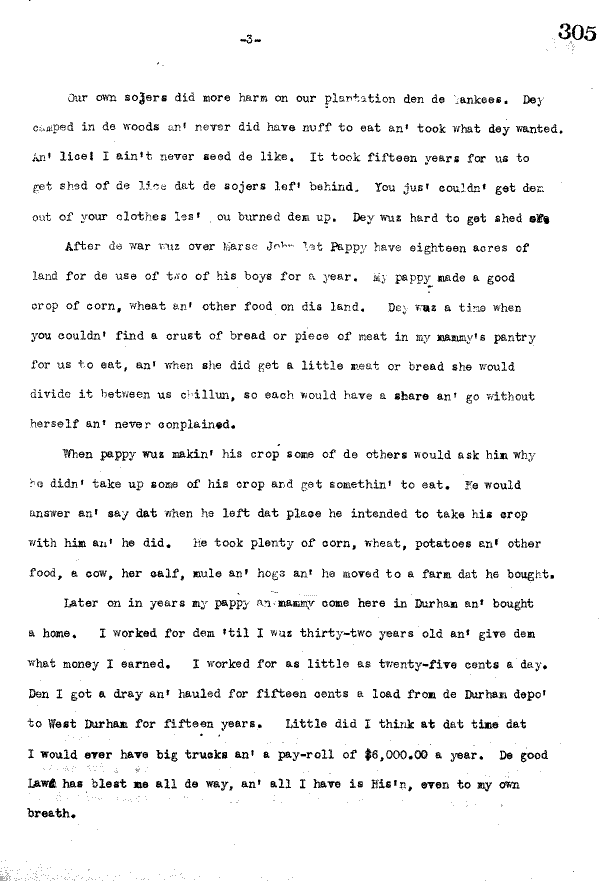 -3-
305
Our own sojers did more harm on our plantation den de Yankees. Dey
camped in de woods an' never did have nuff to eat an' took what dey wanted.
An' lice! I ain't never seed de like. It took fifteen years for us to
get shed of de lice dat de sojers lef' behind. You jus' couldn' get dem
out of your clothes les' you burned dem up. Dey wuz hard to get shed
After de war wuz over Marse John let Pappy have eighteen acres of
land for de use of two of his boys for a year. My pappy made a good
crop of corn, wheat an' other food on dis land. Dey waz a time when
you couldn' find a crust of bread or piece of meat in my mammy's pantry
for us to eat, an' when she did get a little meat or bread she would
divide it between us chillun, so each would have a share an' go without
herself an' never conplained.
When pappy wuz makin' his crop some of de others would ask him why
he didn' take up some of his crop and get somethin' to eat. He would
answer an' say dat when he left dat place he intended to take his crop
with him an' he did. He took plenty of corn, wheat, potatoes an' other
food, a cow, her calf, mule an' hogs an' he moved to a farm dat he bought.
Later on in years my pappy an mammy come here in Durham an' bought
a home. I worked for dem 'til I wuz thirty-two years old an' give dem
what money I earned. I worked for as little as twenty-five cents a day.
Den I got a dray an' hauled for fifteen cents a load from de Durham depo'
to West Durham for fifteen years. Little did I think at dat time dat
I would ever have big trucks an' a pay-roll of $6,000.00 a year. De good
Lawd has blest me all de way, an' all I have is His'n, even to my own
breath.